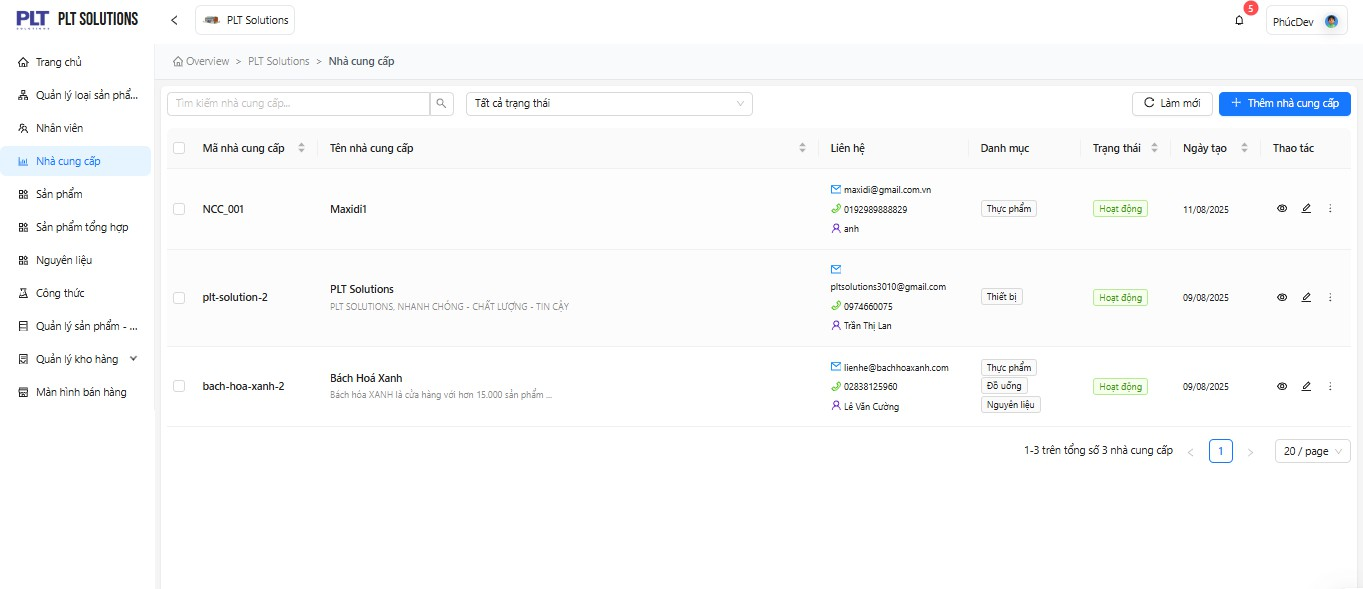 PLT SOLUTIONS
PLT SOLUTIONS
PLT Solutions
5
PhúcDev
Trang chủ
Quản lý loại sản phẩ...
Nhân viên
Nhà cung cấp
Sản phẩm
Sản phẩm tổng hợp
Nguyên liệu
Công thức
Quản lý sản phẩm - ...
Quản lý kho hàng
Màn hình bán hàng
Overview > PLT Solutions > Nhà cung cấp
Tìm kiếm nhà cung cấp...
Tất cả trạng thái
Làm mới
+ Thêm nhà cung cấp
Mã nhà cung cấp Tên nhà cung cấp Liên hệ Danh mục Trạng thái Ngày tạo Thao tác
NCC_001
Maxidi1
maxidi@gmail.com.vn
0192989888829
anh
Thực phẩm
Hoạt động
11/08/2025
plt-solution-2
PLT Solutions
PLT SOLUTIONS, NHANH CHÓNG - CHẤT LƯỢNG - TIN CẬY
pltsolutions3010@gmail.com
0974660075
Trần Thị Lan
Thiết bị
Hoạt động
09/08/2025
bach-hoa-xanh-2
Bách Hoá Xanh
Bách hóa XANH là cửa hàng với hơn 15.000 sản phẩm ...
lienhe@bachhoaxanh.com
02838125960
Lê Văn Cường
Thực phẩm
Đồ uống
Nguyên liệu
Hoạt động
09/08/2025
1-3 trên tổng số 3 nhà cung cấp < 1 > 20 / page